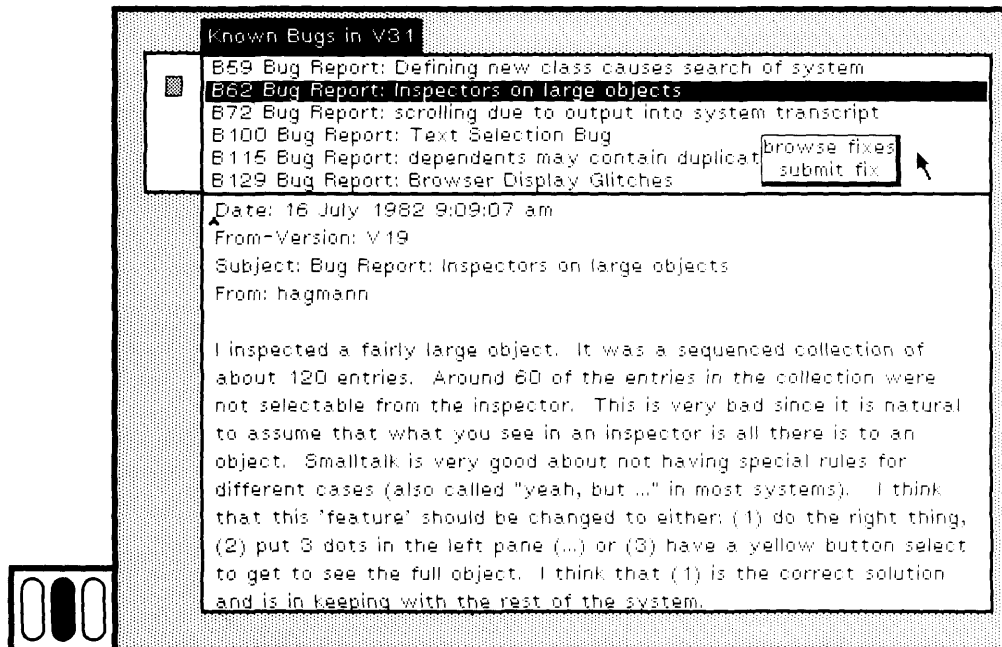 Known Bugs in V31
B59 Bug Report: Defining new class causes search of system
B62 Bug Report: Inspectors on large objects
B72 Bug Report: scrolling due to output into system transcript
B100 Bug Report: Text Selection Bug
B115 Bug Report: dependents may contain duplicat
B129 Bug Report: Browser Display Glitches
browse fixes
submit fix
Date: 16 July 1982 9:09:07 am
From-Version: V19
Subject: Bug Report: Inspectors on large objects
From: hagmann
I inspected a fairly large object. It was a sequenced collection of
about 120 entries. Around 60 of the entries in the collection were
not selectable from the inspector. This is very bad since it is natural
to assume that what you see in an inspector is all there is to an
object. Smalltalk is very good about not having special rules for
different cases (also called "yeah, but ..." in most systems). I think
that this 'feature' should be changed to either: (1) do the right thing,
(2) put 3 dots in the left pane (...) or (3) have a yellow button select
to get to see the full object. I think that (1) is the correct solution
and is in keeping with the rest of the system.